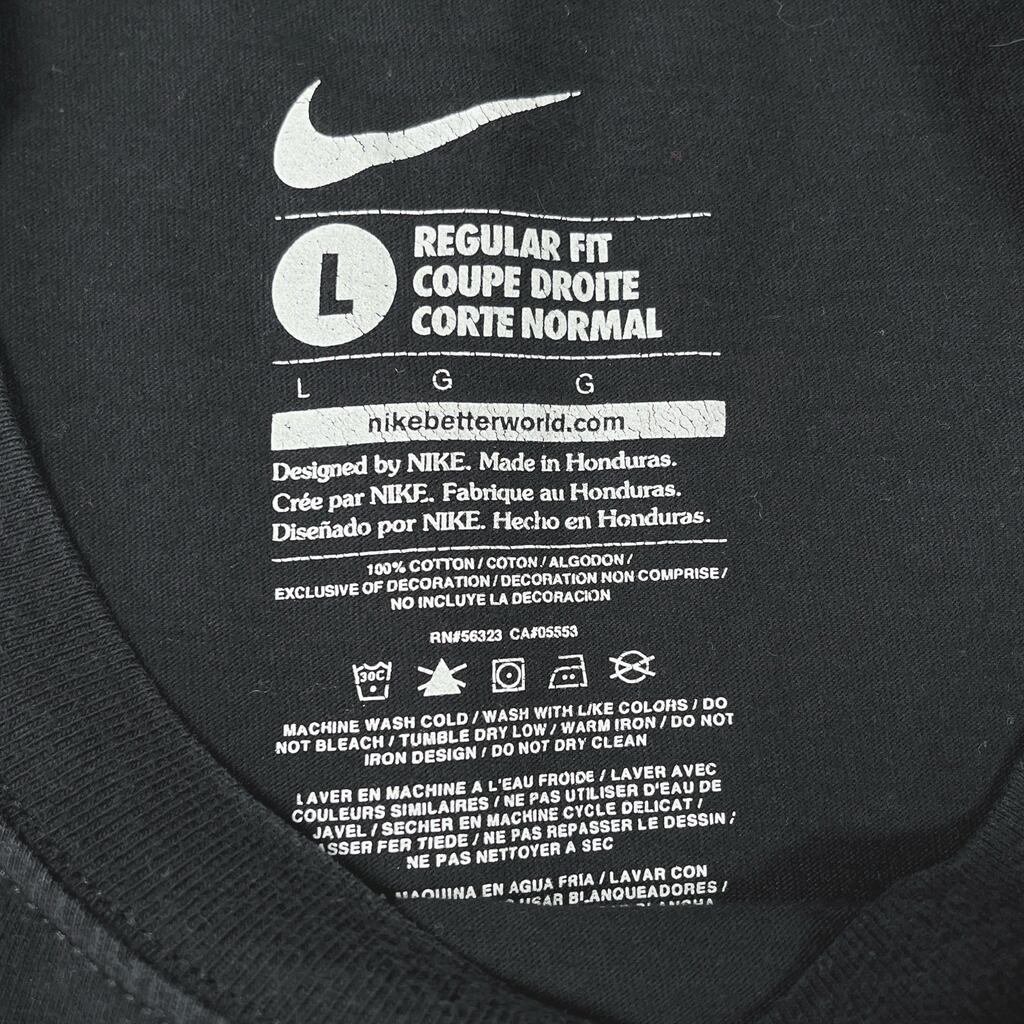 L
REGULAR FIT
COUPE DROITE
CORTE NORMAL
L G G
nikebetterworld.com
Designed by NIKE. Made in Honduras.
Crée par NIKE. Fabrique au Honduras.
Diseñado por NIKE. Hecho en Honduras.
100% COTTON / COTON / ALGODON /
EXCLUSIVE OF DECORATION / DECORATION NON COMPRISE /
NO INCLUYE LA DECORACION
RN#56323 CA#05553
30C
MACHINE WASH COLD / WASH WITH LIKE COLORS / DO
NOT BLEACH / TUMBLE DRY LOW / WARM IRON / DO NOT
IRON DESIGN / DO NOT DRY CLEAN
LAVER EN MACHINE A L'EAU FROIDE / LAVER AVEC
COULEURS SIMILAIRES / NE PAS UTILISER D'EAU DE
JAVEL / SECHER EN MACHINE CYCLE DELICAT /
FER TIEDE / NE PAS REPASSER LE DESSIN /
NE PAS NETTOYER A SEC
MAQUINA EN AGUA FRIA / LAVAR CON
USAR BLANQUEADORES /